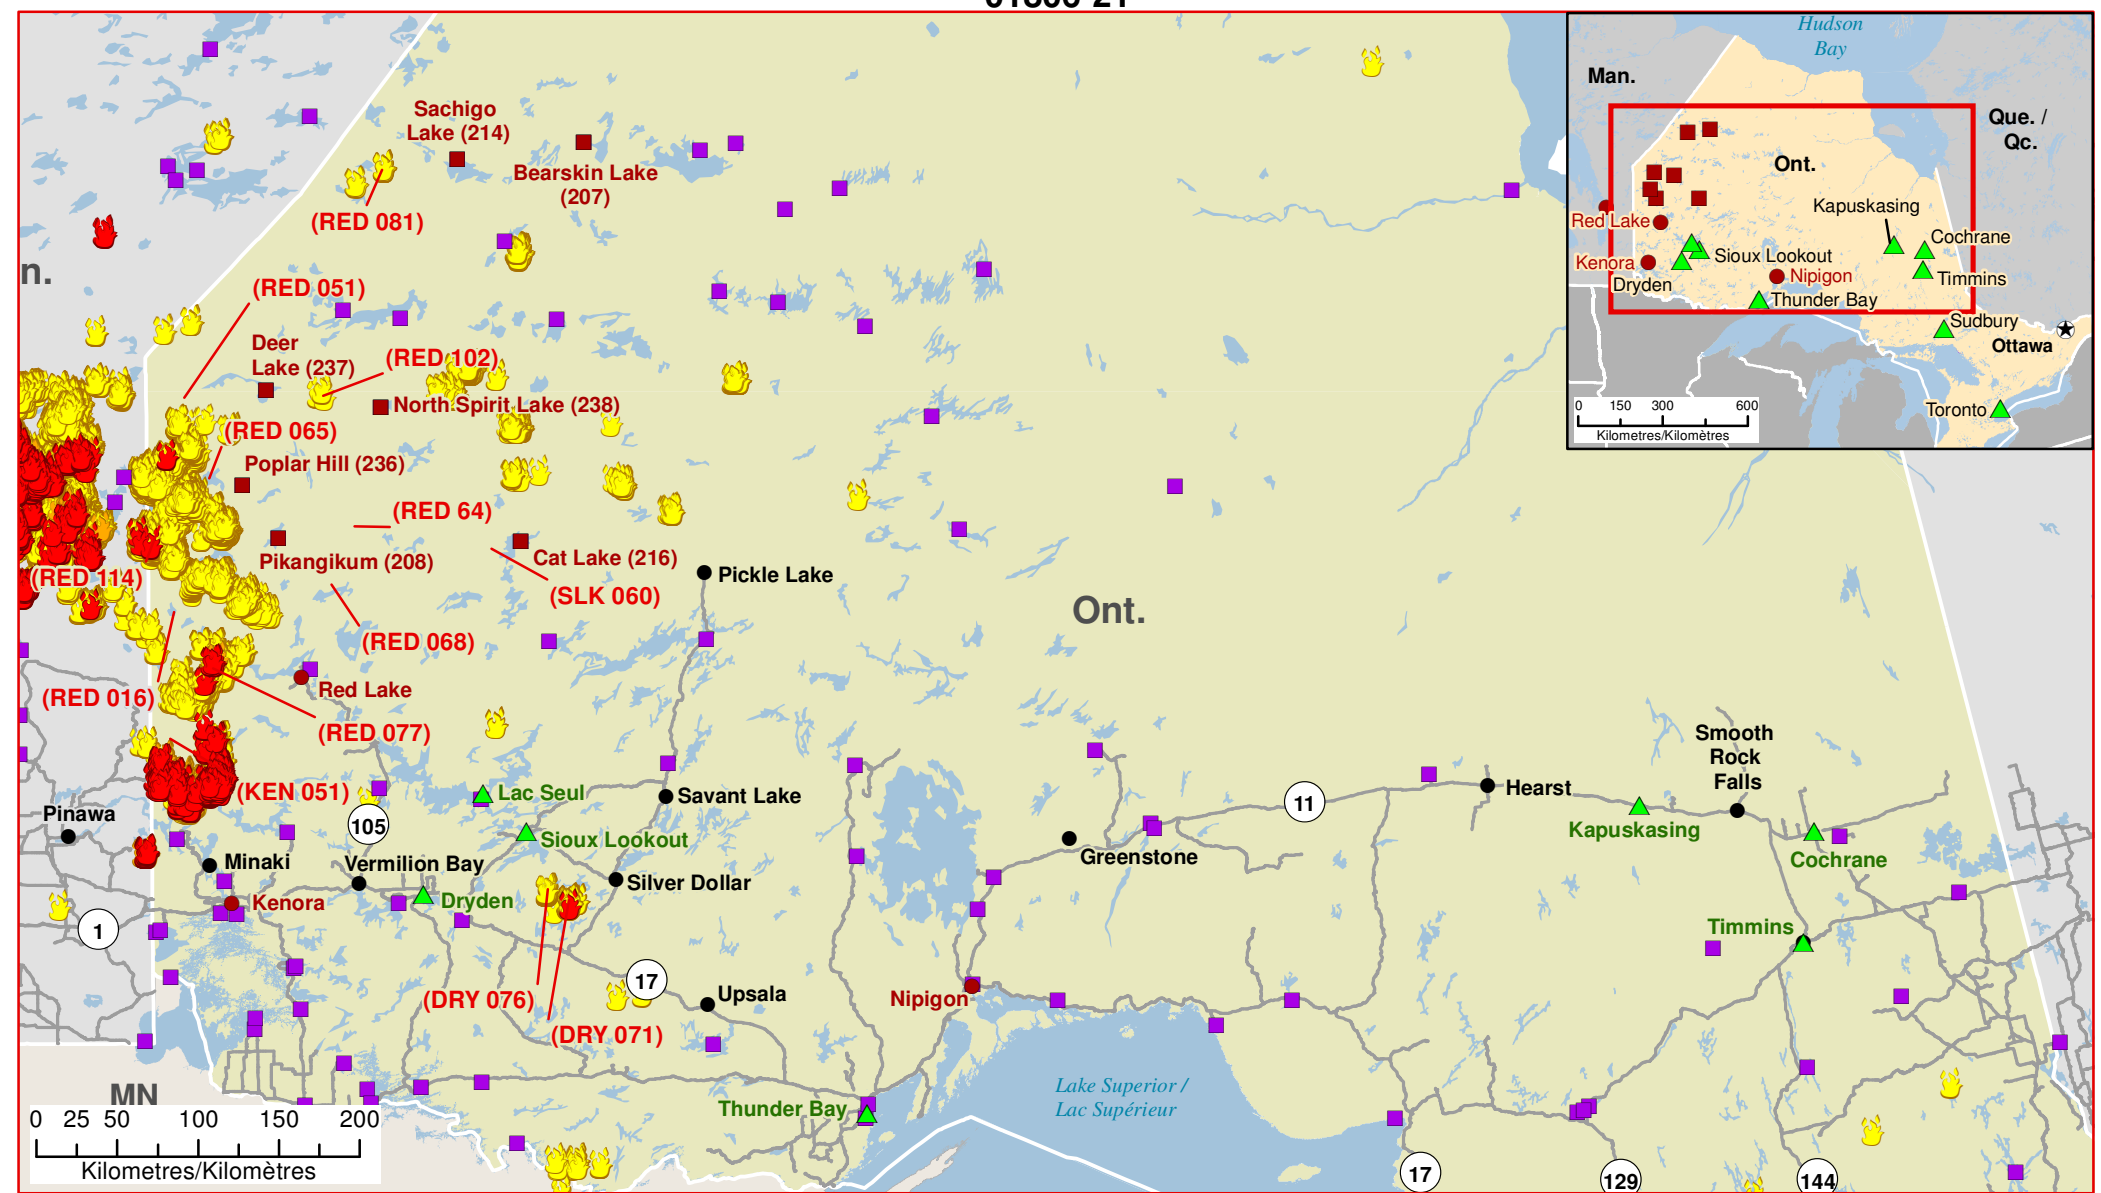 Hudson
Bay
Man.
Que. /
Qc.
Ont.
Kapuskasing
Red Lake
Cochrane
Sioux Lookout
Kenora
Nipigon
Timmins
Dryden
Thunder Bay
Sudbury
Ottawa
Toronto
0 150 300 600
Kilometres/Kilomètres
Sachigo
Lake (214)
Bearskin Lake
(207)
(RED 081)
n.
(RED 051)
Deer
Lake (237)
(RED 102)
North Spirit Lake (238)
(RED 065)
Poplar Hill (236)
(RED 64)
Pikangikum (208)
Cat Lake (216)
(RED 114)
Pickle Lake
(SLK 060)
Ont.
(RED 068)
(RED 016)
Red Lake
(RED 077)
Smooth
Rock
Falls
(KEN 051)
Lac Seul
Savant Lake
11
Hearst
Pinawa
105
Sioux Lookout
Kapuskasing
Minaki
Vermilion Bay
Greenstone
Cochrane
Silver Dollar
Kenora
Dryden
1
Timmins
17
(DRY 076)
Upsala
Nipigon
(DRY 071)
MN
Lake Superior /
Lac Supérieur
Thunder Bay
0 25 50 100 150 200
Kilometres/Kilomètres
17
129
144